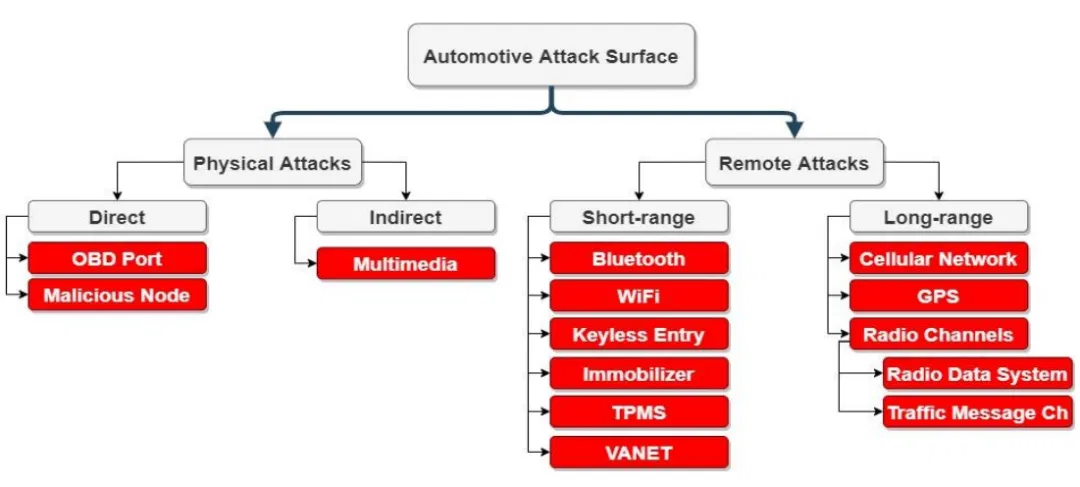 Automotive Attack Surface
Physical Attacks
Remote Attacks
Direct
Indirect
Short-range
Long-range
OBD Port
Malicious Node
Multimedia
Bluetooth
WiFi
Keyless Entry
Immobilizer
TPMS
VANET
Cellular Network
GPS
Radio Channels
Radio Data System
Traffic Message Ch